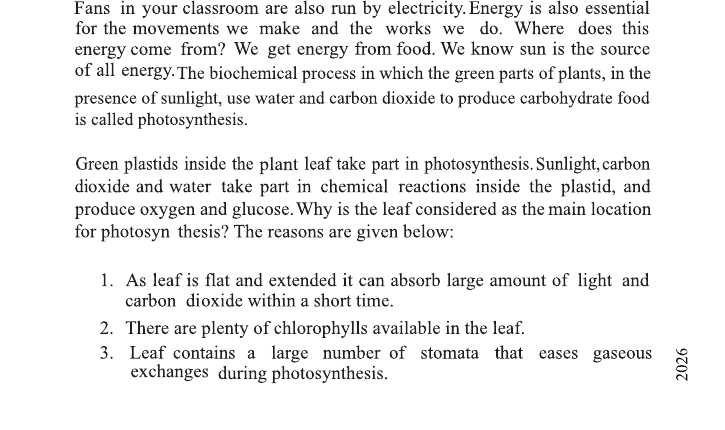 Fans in your classroom are also run by electricity. Energy is also essential
for the movements we make and the works we do. Where does this
energy come from? We get energy from food. We know sun is the source
of all energy. The biochemical process in which the green parts of plants, in the
presence of sunlight, use water and carbon dioxide to produce carbohydrate food
is called photosynthesis.
Green plastids inside the plant leaf take part in photosynthesis. Sunlight, carbon
dioxide and water take part in chemical reactions inside the plastid, and
produce oxygen and glucose. Why is the leaf considered as the main location
for photosyn thesis? The reasons are given below:
1. As leaf is flat and extended it can absorb large amount of light and
carbon dioxide within a short time.
2. There are plenty of chlorophylls available in the leaf.
3. Leaf contains a large number of stomata that eases gaseous
exchanges during photosynthesis.
2026